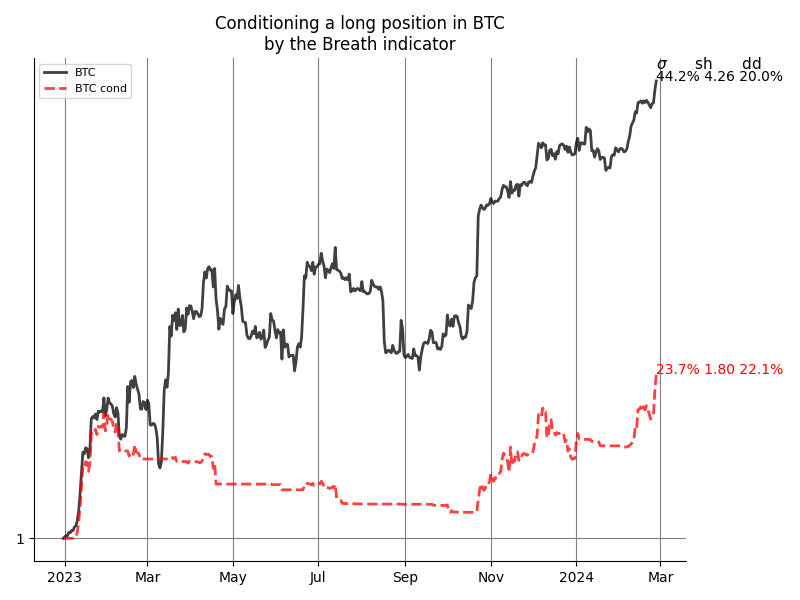 Conditioning a long position in BTC
by the Breath indicator
σ sh dd
44.2% 4.26 20.0%
BTC
BTC cond
23.7% 1.80 22.1%
1
2023 Mar May Jul Sep Nov 2024 Mar